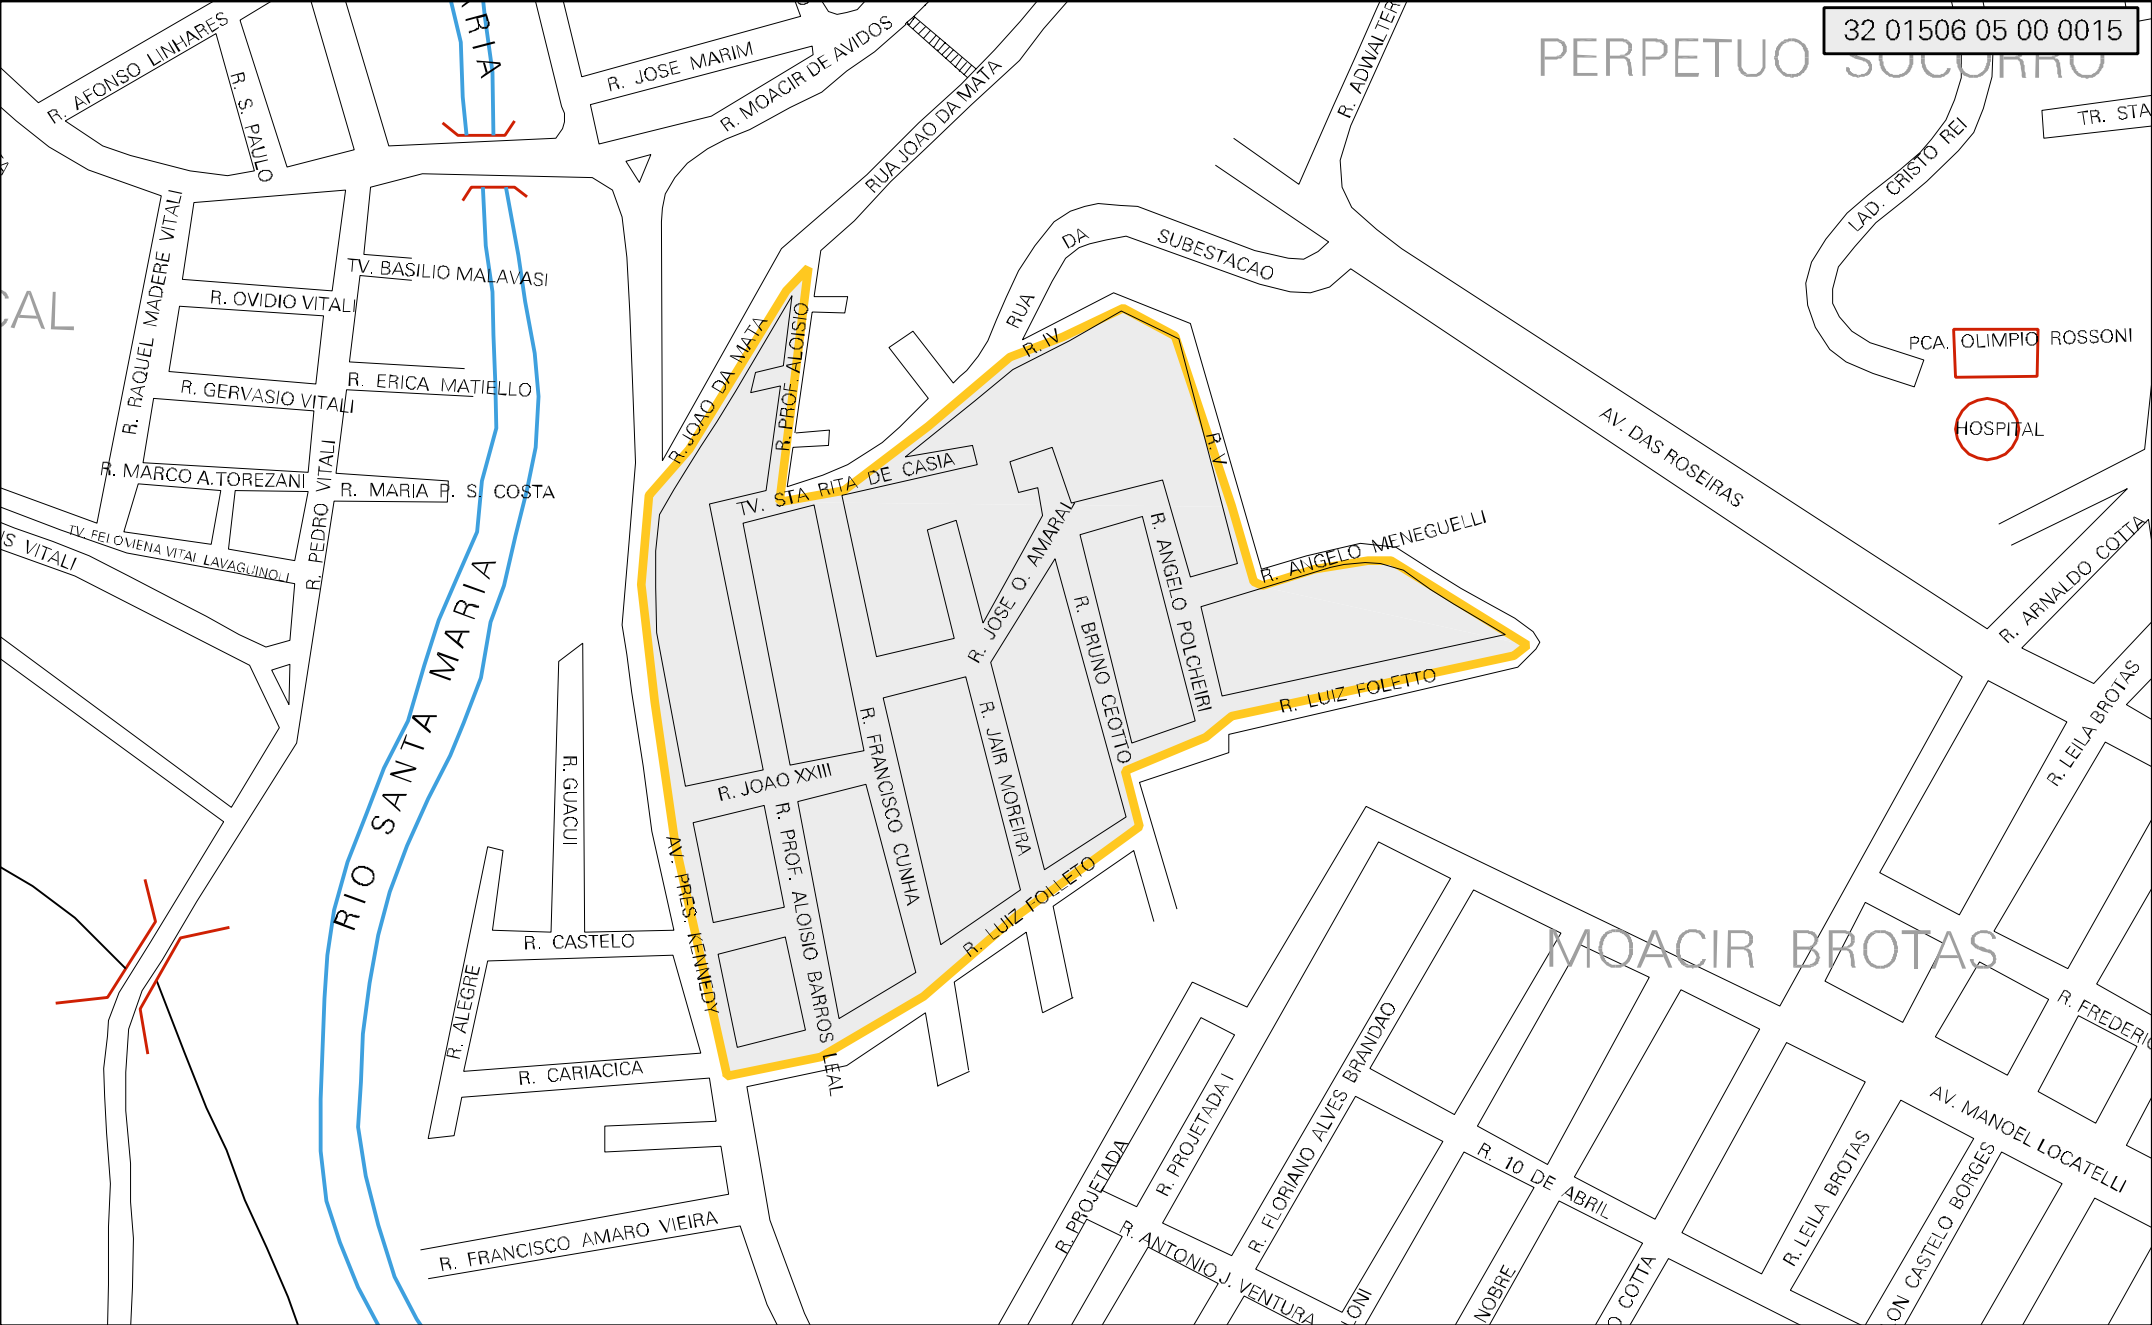 32 01506 05 00 0015
PERPETUO SOCORRO
R. AFONSO LINHARES
R. S. PAULO
R. JOSE MARIM
R. MOACIR DE AVIDOS
RUA JOAO DA MATA
R. ADWALTER
LAD. CRISTO REI
TR. STA
R. RAQUEL MADERE VITALI
TV. BASILIO MALAVASI
R. OVIDIO VITALI
R. ERICA MATIELLO
R. GERVASIO VITALI
R. MARCO A.TOREZANI
R. PEDRO VITALI
R. MARIA P. S. COSTA
IS VITALI
RUA DA SUBESTACAO
R. JOAO DA MATA
R. PROF. ALOISIO
R. IV
R. V
TV. STA RITA DE CASIA
AV. DAS ROSEIRAS
PCA. OLIMPIO ROSSONI
HOSPITAL
R. ARNALDO COTTA
R. ANGELO MENEGUELLI
R. JOSE O. AMARAL
R. ANGELO POLCHEIRI
R. BRUNO CEOTTO
R. LUIZ FOLETTO
R. LEILA BROTAS
RIO SANTA MARIA
R. GUACUI
R. JOAO XXIII
R. FRANCISCO CUNHA
R. JAIR MOREIRA
R. PROF. ALOISIO BARROS LEAL
R. LUIZ FOLLETO
AV. PRES. KENNEDY
R. CASTELO
R. ALEGRE
R. CARIACICA
R. FRANCISCO AMARO VIEIRA
MOACIR BROTAS
R. FREDERIC
AV. MANOEL LOCATELLI
R. FLORIANO ALVES BRANDAO
R. PROJETADA I
R. PROJETADA
R. 10 DE ABRIL
R. LEILA BROTAS
ON CASTELO BORGES
R. ANTONIO J. VENTURA
LONI
NOBRE
O COTTA
CAL
ARIA